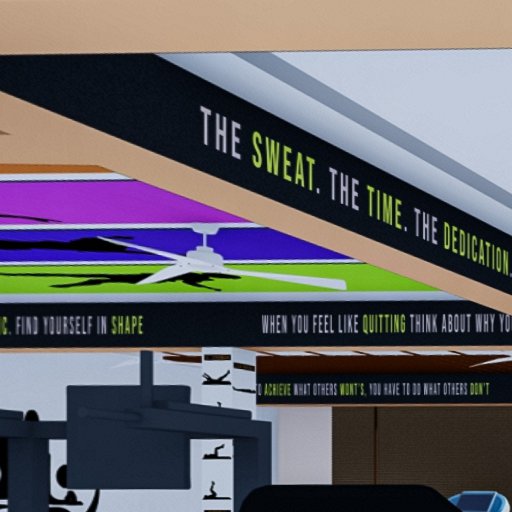 THE SWEAT. THE TIME. THE DEDICATION.
C. FIND YOURSELF IN SHAPE
WHEN YOU FEEL LIKE QUITTING THINK ABOUT WHY YO
O ACHIEVE WHAT OTHERS WONT'S, YOU HAVE TO DO WHAT OTHERS DON'T